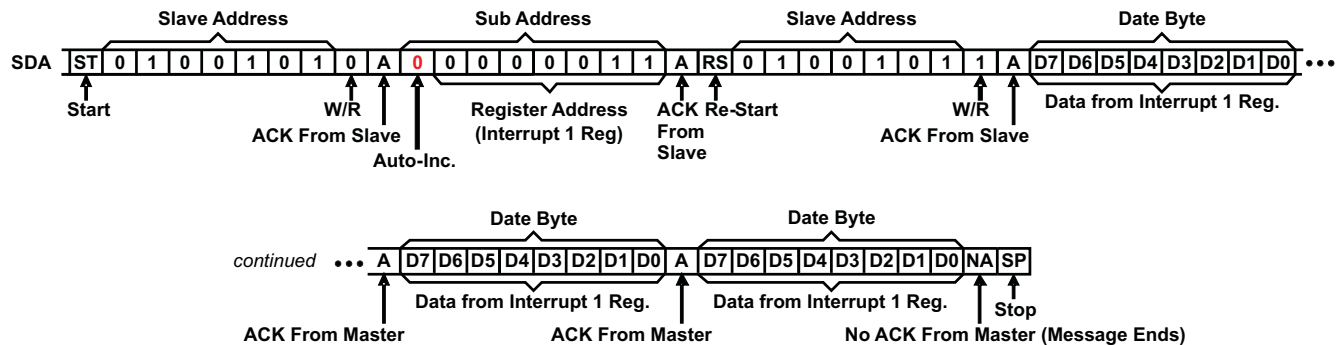 Slave Address Sub Address Slave Address Date Byte
SDA ST 0 1 0 0 1 0 1 0 A 0 0 0 0 0 0 1 1 A RS 0 1 0 0 1 0 1 1 A D7 D6 D5 D4 D3 D2 D1 D0 •••
Start W/R Register Address ACK Re-Start W/R Data from Interrupt 1 Reg.
ACK From Slave (Interrupt 1 Reg) From ACK From Slave
Auto-Inc. Slave
Date Byte Date Byte
continued ••• A D7 D6 D5 D4 D3 D2 D1 D0 A D7 D6 D5 D4 D3 D2 D1 D0 NA SP
Data from Interrupt 1 Reg. Data from Interrupt 1 Reg. Stop
ACK From Master ACK From Master No ACK From Master (Message Ends)